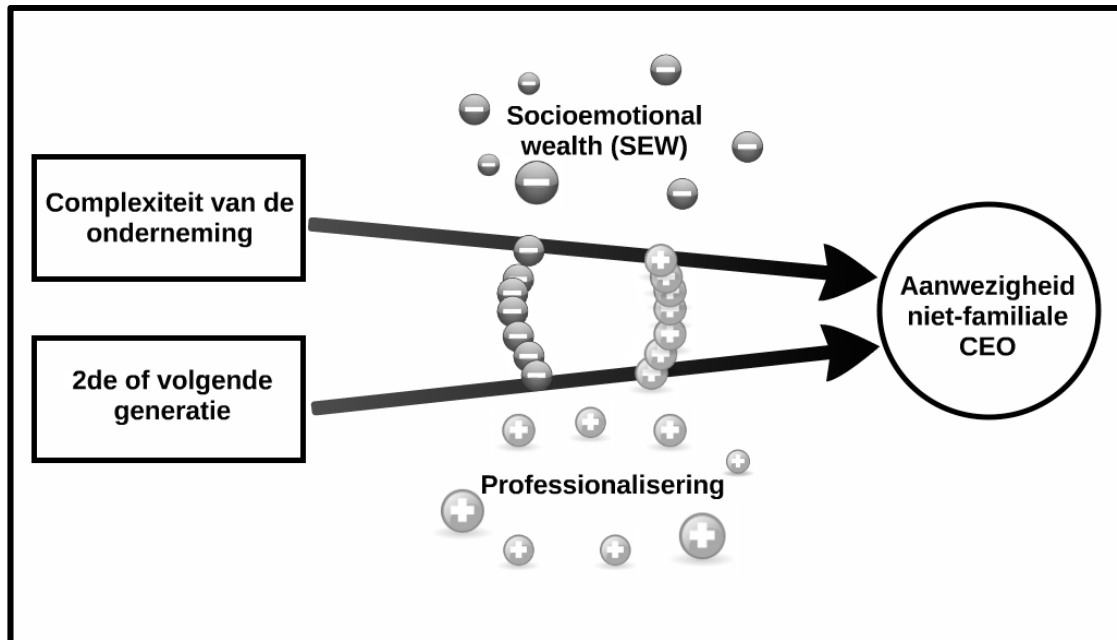 Socioemotional
wealth (SEW)
Complexiteit van de
onderneming
Aanwezigheid
niet-familiale
CEO
2de of volgende
generatie
Professionalisering